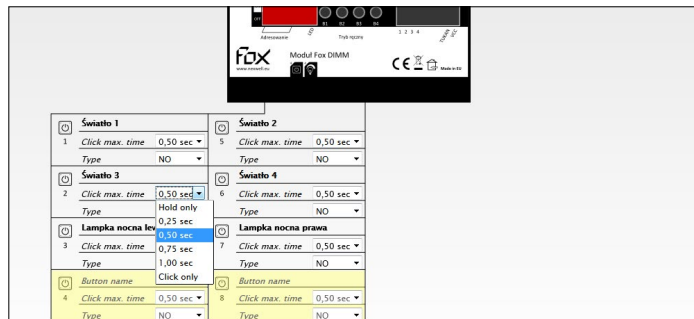 OFF
B1 B2 B3 B4
Adresowanie
LED
Tryb ręczny
1 2 3 4
TUKAN
VCC
Fox
www.nexwell.eu
Moduł Fox DIMM
CE
Made in EU
Światło 1
1
Click max. time 0,50 sec
Type NO
Światło 2
5
Click max. time 0,50 sec
Type NO
Światło 3
2
Click max. time 0,50 sec
Type
Hold only
0,25 sec
0,50 sec
0,75 sec
1,00 sec
Click only
Światło 4
6
Click max. time 0,50 sec
Type NO
Lampka nocna
3
Click max. time
Type
Lampka nocna prawa
7
Click max. time 0,50 sec
Type NO
Button name
4
Click max. time 0,50 sec
Type NO
Button name
8
Click max. time 0,50 sec
Type NO